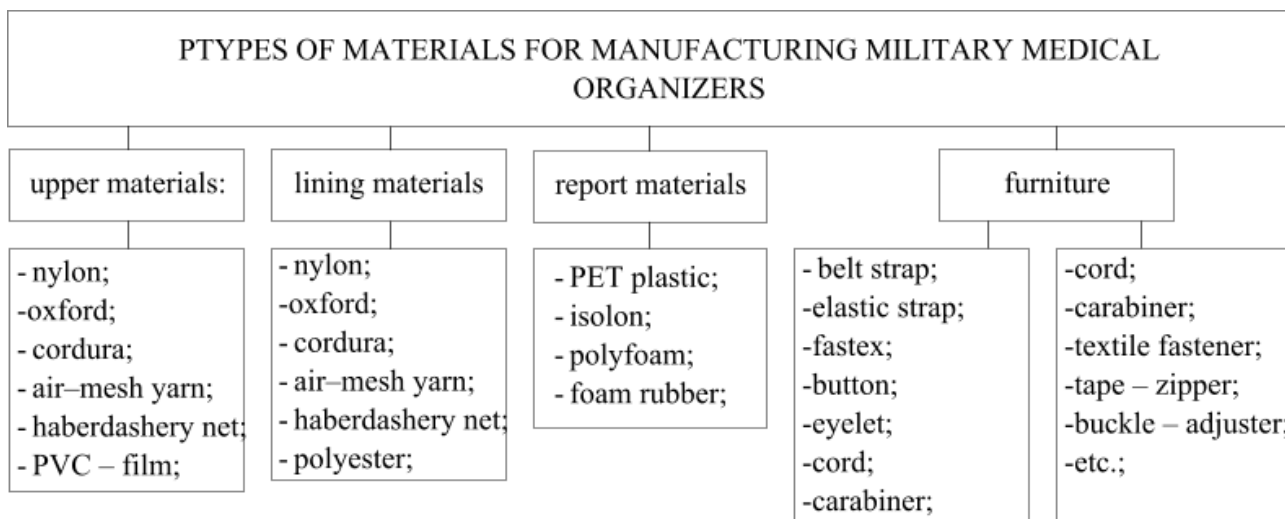 PTYPES OF MATERIALS FOR MANUFACTURING MILITARY MEDICAL
ORGANIZERS
upper materials:
lining materials
report materials
furniture
- nylon;
-oxford;
- cordura;
- air–mesh yarn;
- haberdashery net;
- PVC – film;
- nylon;
-oxford;
- cordura;
- air–mesh yarn;
- haberdashery net;
- polyester;
- PET plastic;
- isolon;
- polyfoam;
- foam rubber;
- belt strap;
-elastic strap;
-fastex;
-button;
-eyelet;
-cord;
-carabiner;
-cord;
-carabiner;
-textile fastener;
-tape – zipper;
-buckle – adjuster;
-etc.;